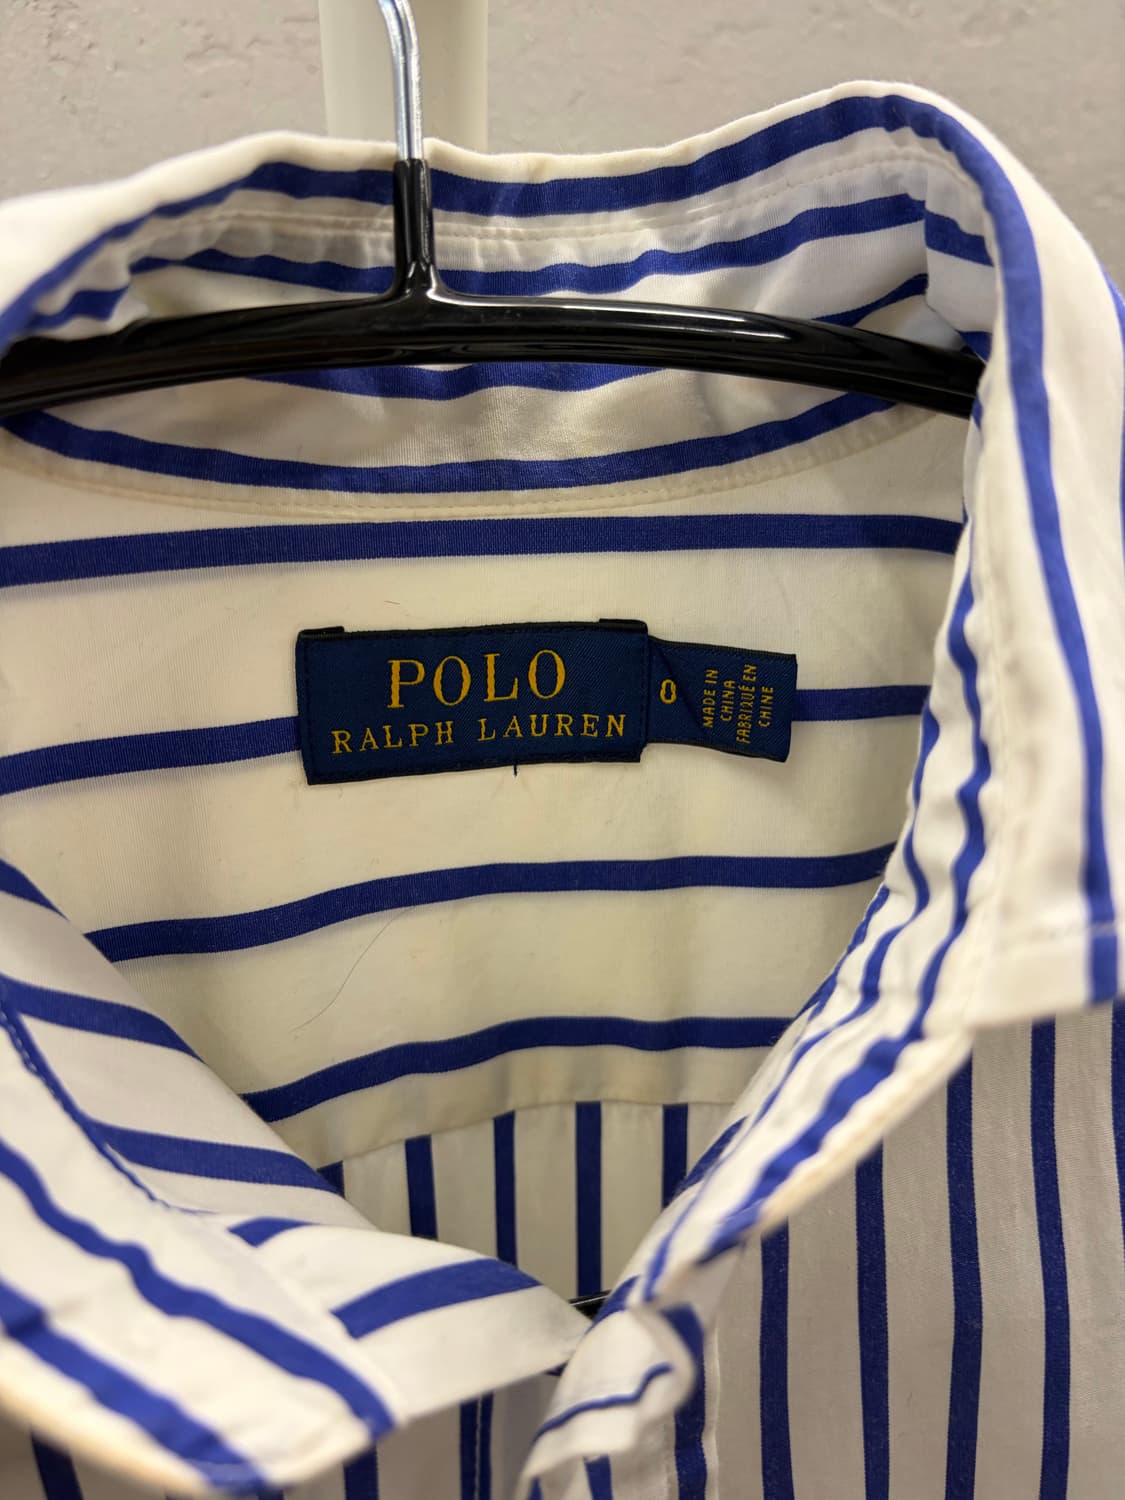 POLO
RALPH LAUREN
0
MADE IN
CHINA
FABRIQUÉ EN
CHINE